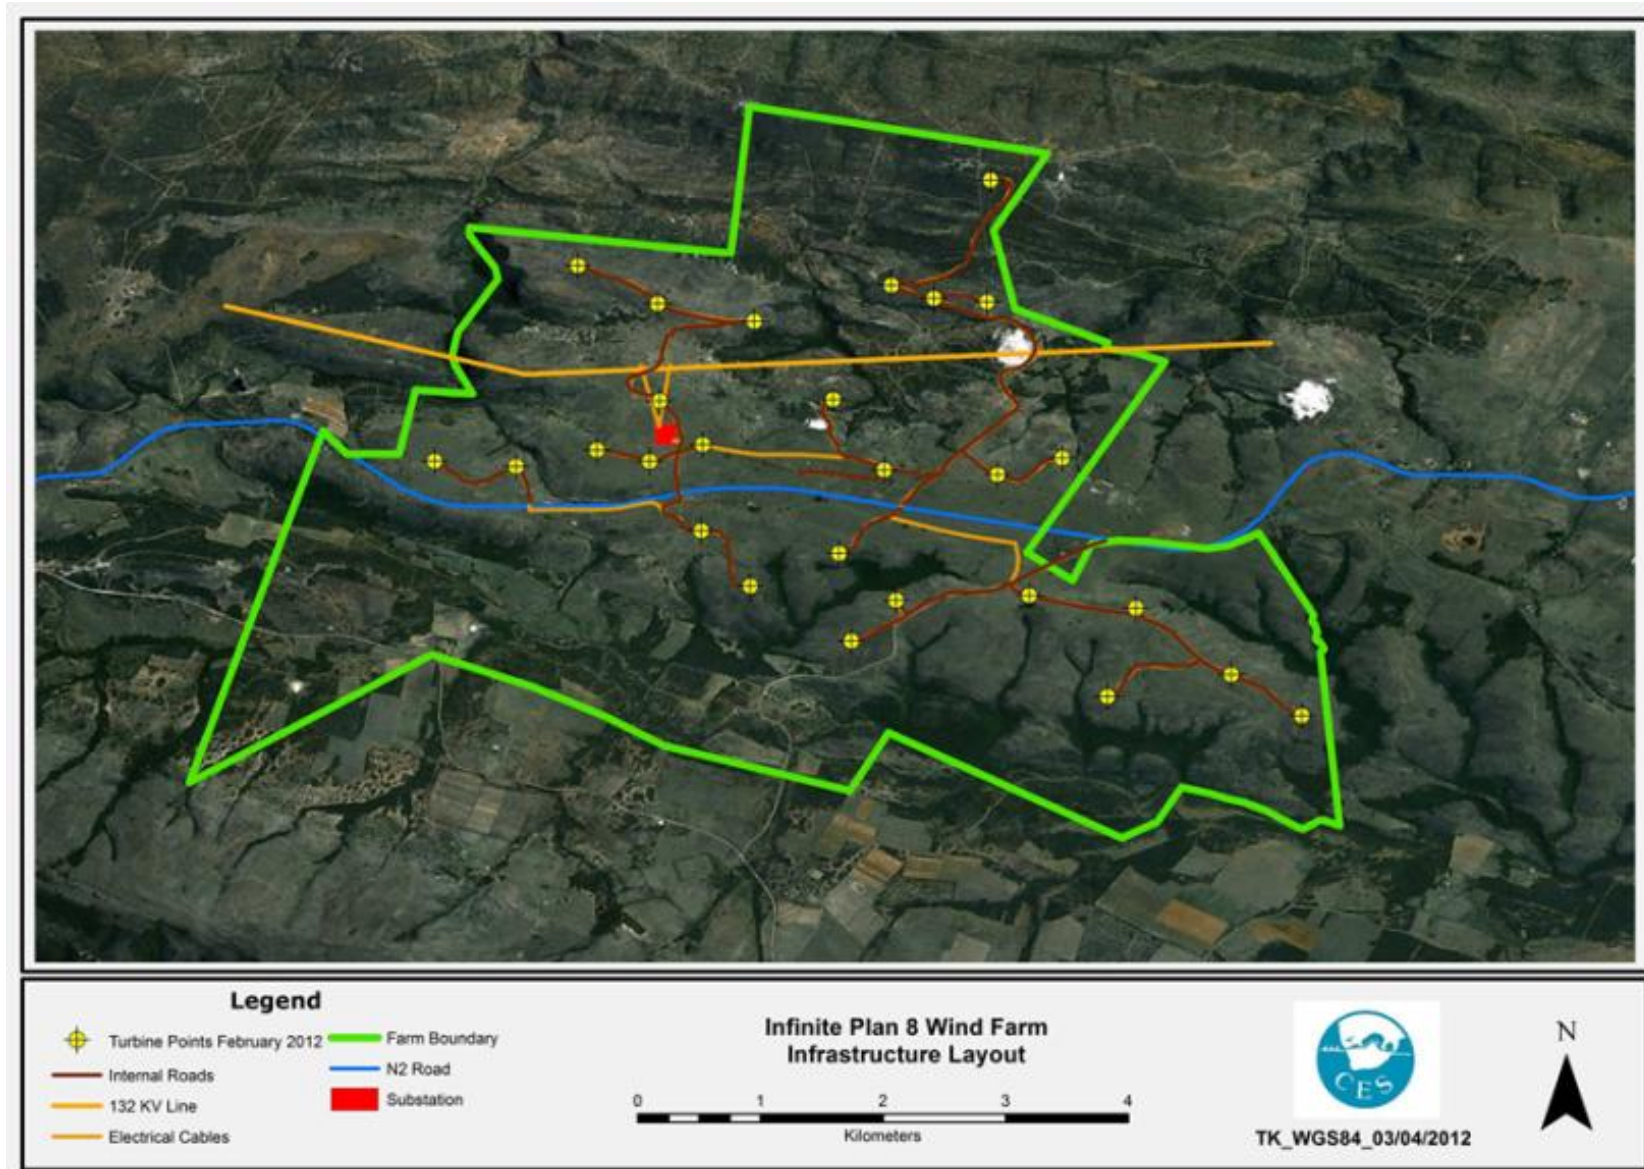 Legend
Turbine Points February 2012
Internal Roads
132 KV Line
Electrical Cables
Farm Boundary
N2 Road
Substation
Infinite Plan 8 Wind Farm
Infrastructure Layout
0 1 2 3 4
Kilometers
CES
TK_WGS84_03/04/2012
N